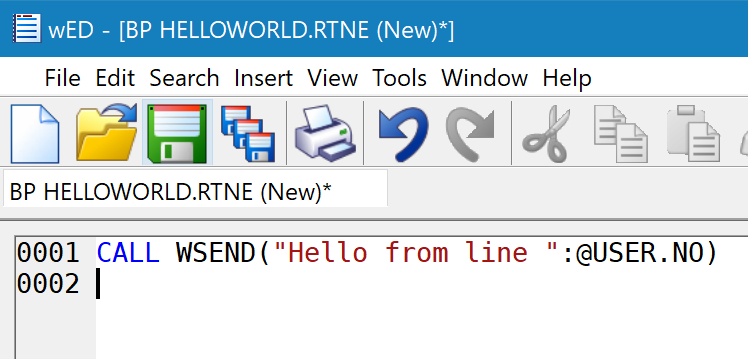 wED - [BP HELLOWORLD.RTNE (New)*]
File Edit Search Insert View Tools Window Help
BP HELLOWORLD.RTNE (New)*
0001 CALL WSEND("Hello from line ":@USER.NO)
0002